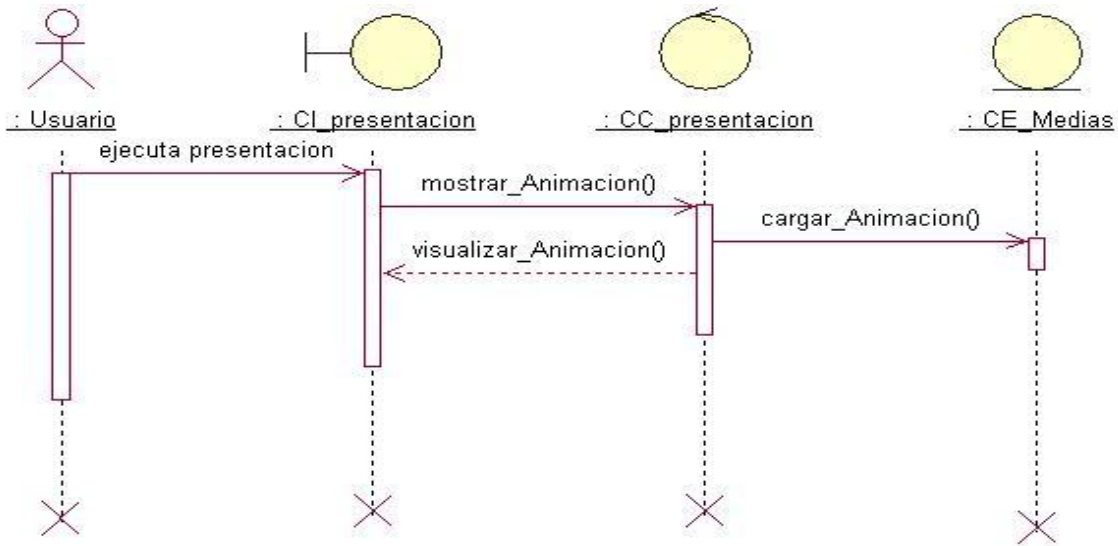 : Usuario
: CI_presentacion
: CC_presentacion
: CE_Medias
ejecuta presentacion
mostrar_Animacion()
cargar_Animacion()
visualizar_Animacion()